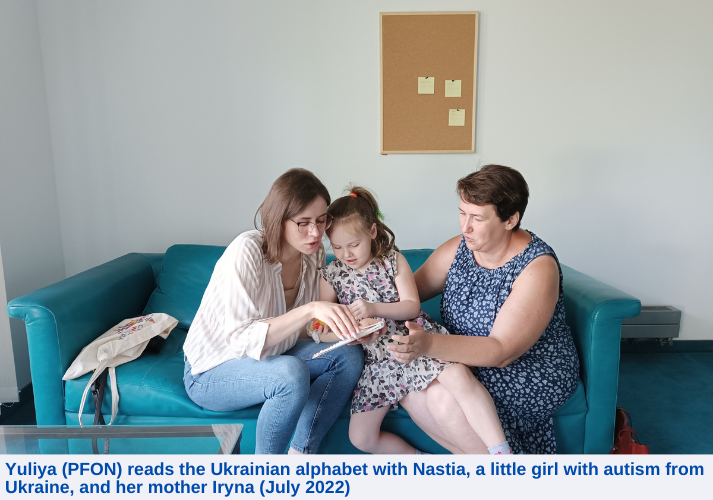 Yuliya (PFON) reads the Ukrainian alphabet with Nastia, a little girl with autism from
Ukraine, and her mother Iryna (July 2022)